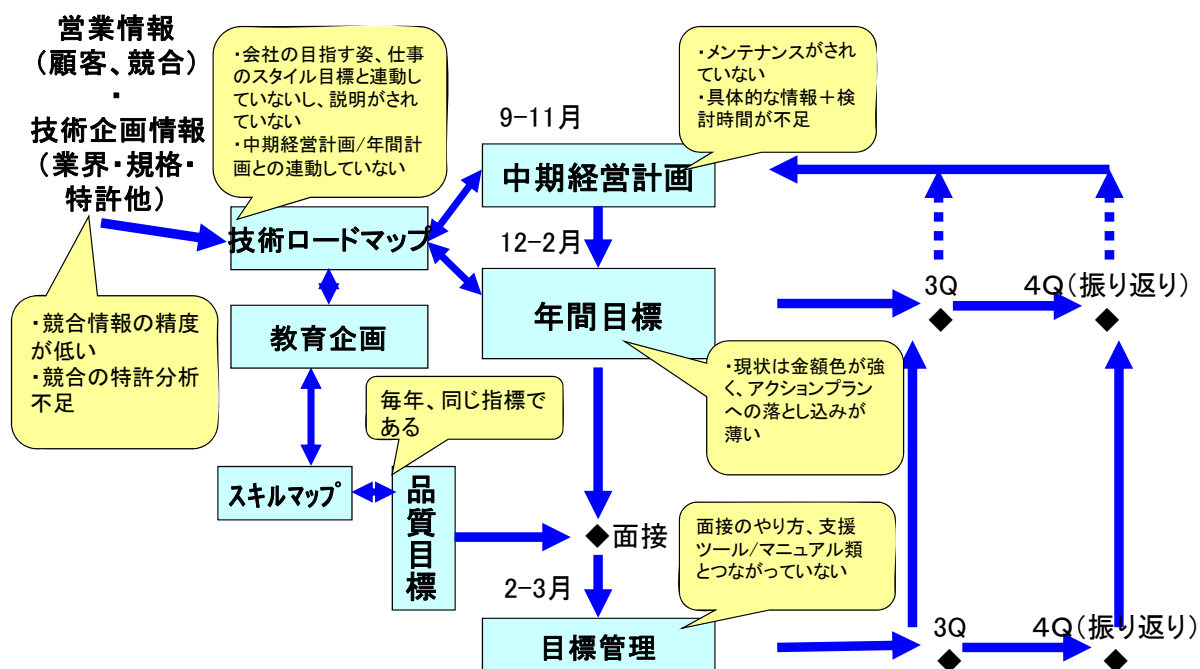 営業情報
（顧客、競合）
・
技術企画情報
（業界・規格・
特許他）
・会社の目指す姿、仕事
のスタイル目標と連動し
ていないし、説明がされ
ていない
・中期経営計画/年間計
画との連動していない
・メンテナンスがされ
ていない
・具体的な情報＋検
討時間が不足
9-11月
中期経営計画
技術ロードマップ
12-2月
年間目標
3Q
4Q（振り返り）
・競合情報の精度
が低い
・競合の特許分析
不足
教育企画
・現状は金額色が強
く、アクションプラン
への落とし込みが
薄い
毎年、同じ指標で
ある
スキルマップ
品
質
目
標
面接
面接のやり方、支援
ツール/マニュアル類
とつながっていない
2-3月
目標管理
3Q
4Q（振り返り）